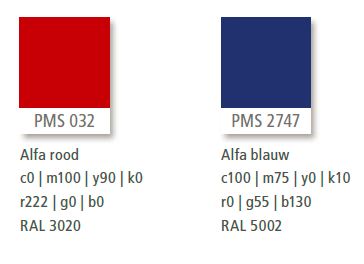 PMS 032
Alfa rood
c0 | m100 | y90 | k0
r222 | g0 | b0
RAL 3020
PMS 2747
Alfa blauw
c100 | m75 | y0 | k10
r0 | g55 | b130
RAL 5002